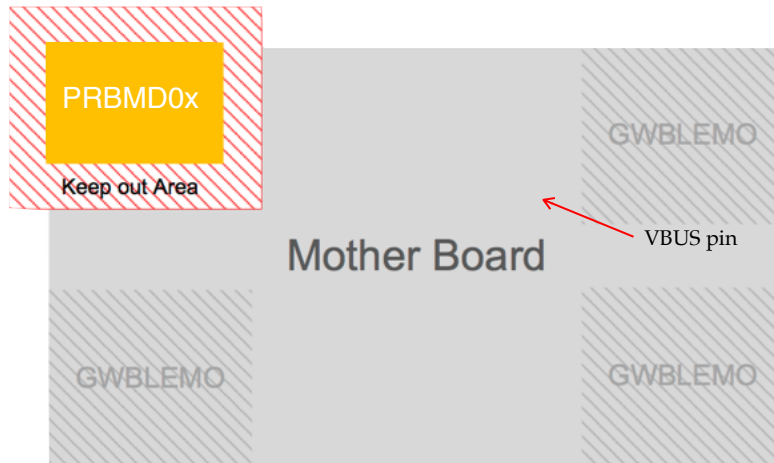 PRBMD0x
GWBLEMO
Keep out Area
VBUS pin
Mother Board
GWBLEMO
GWBLEMO